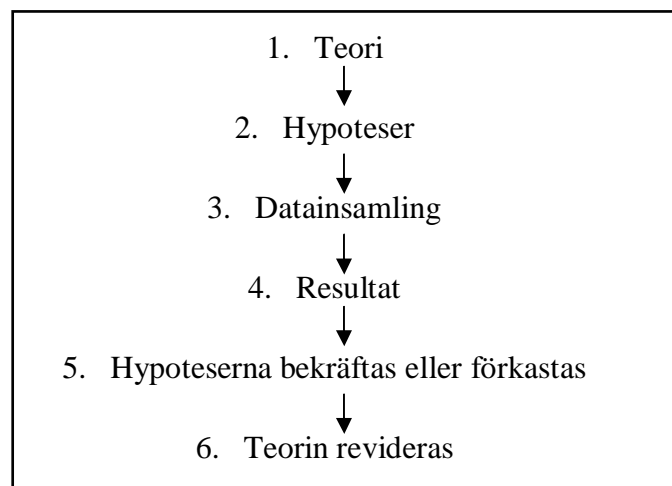 1. Teori
2. Hypoteser
3. Datainsamling
4. Resultat
5. Hypoteserna bekräftas eller förkastas
6. Teorin revideras